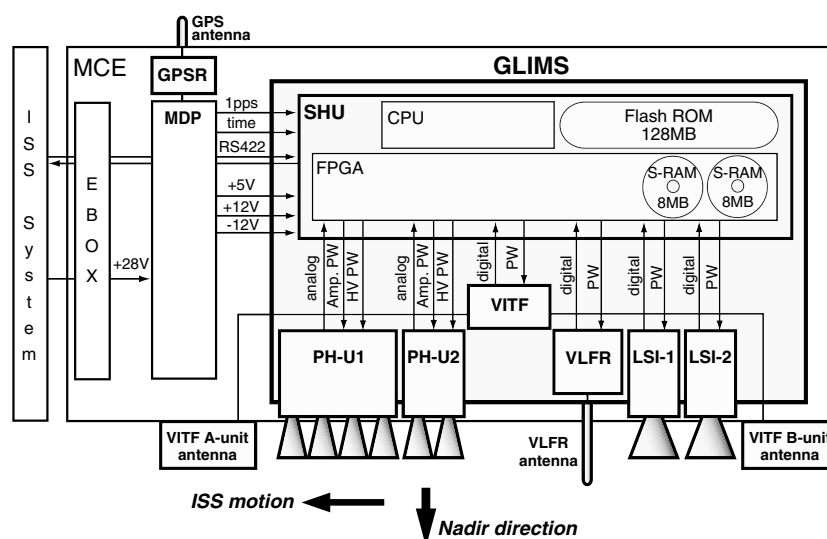 GPS
antenna
MCE
GPSR
GLIMS
ISS System
EBOX
MDP
1pps
time
RS422
+5V
+12V
-12V
+28V
SHU
CPU
Flash ROM
128MB
FPGA
S-RAM
8MB
S-RAM
8MB
analog
Amp. PW
HV PW
analog
Amp. PW
HV PW
digital
PW
digital
PW
digital
PW
digital
PW
VITF
PH-U1
PH-U2
VLFR
LSI-1
LSI-2
VITF A-unit
antenna
VLFR
antenna
VITF B-unit
antenna
ISS motion
Nadir direction